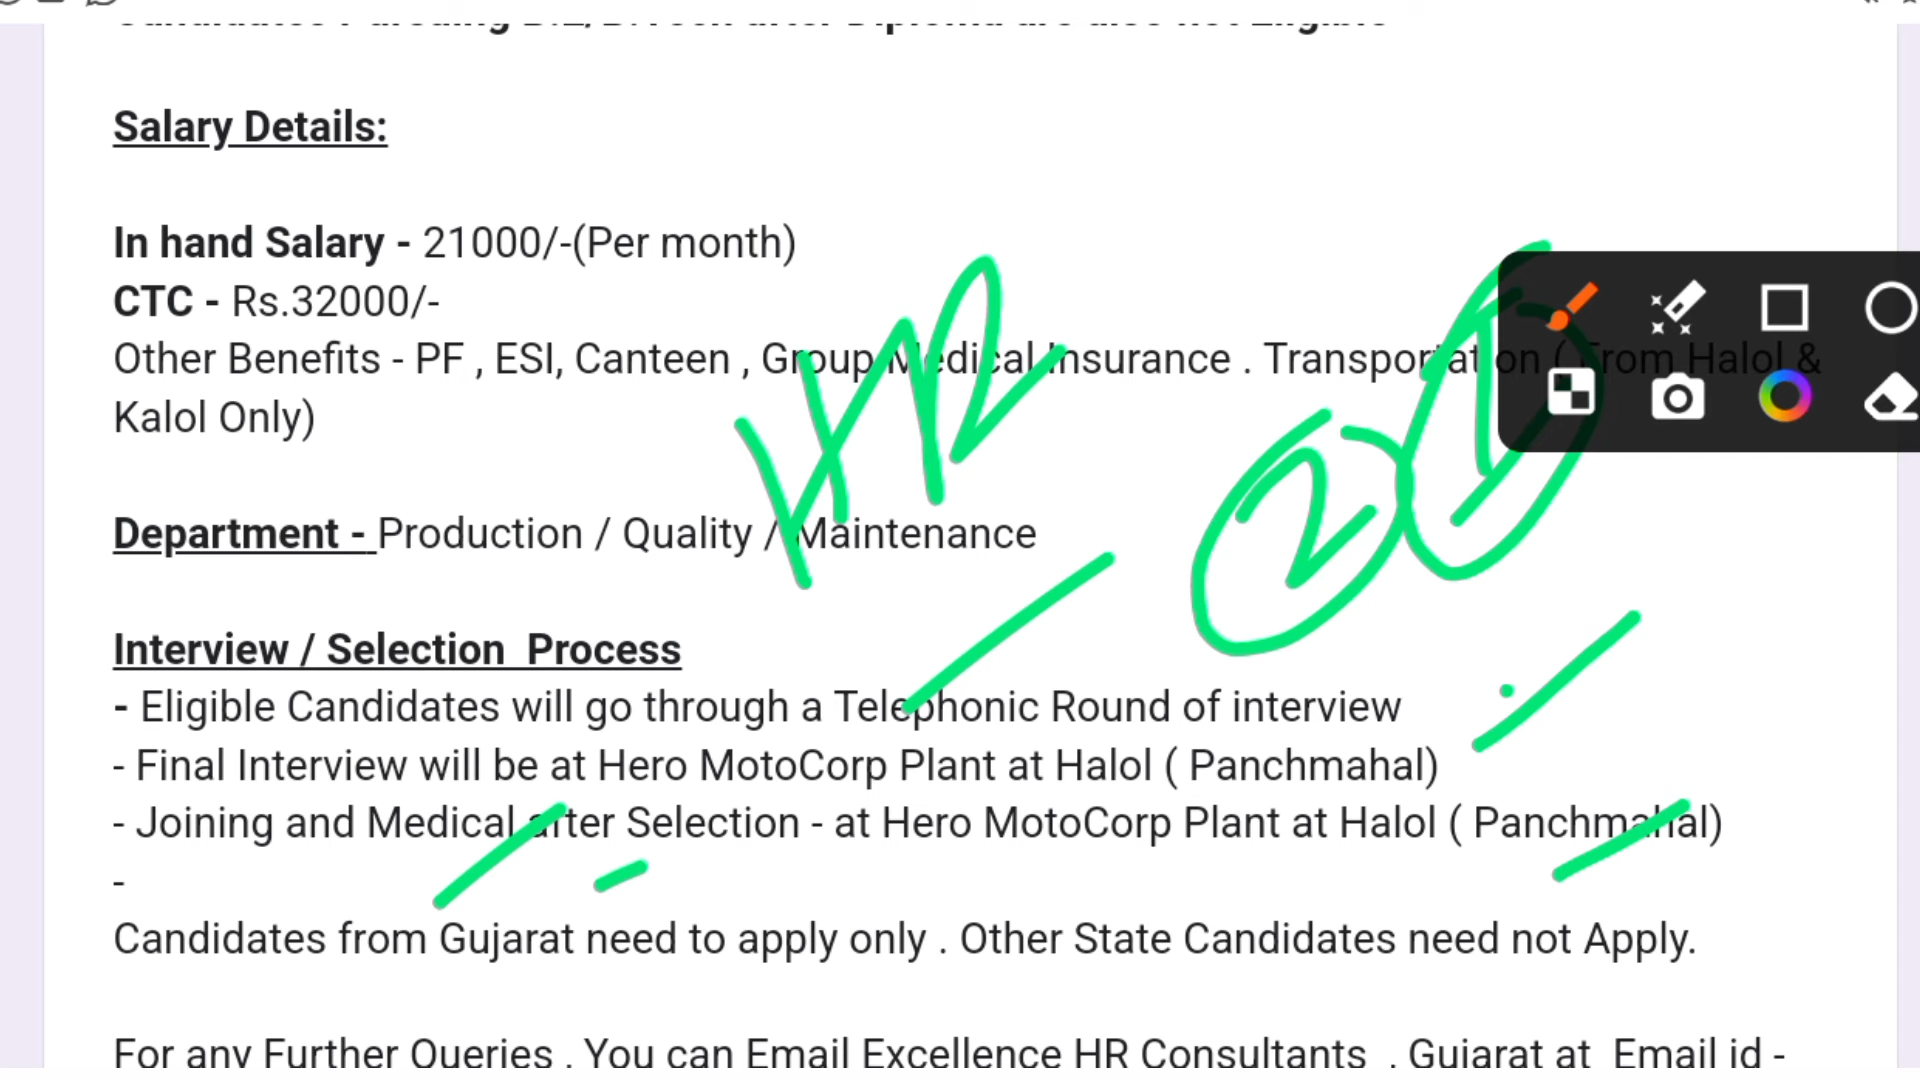 Salary Details:
In hand Salary - 21000/-(Per month)
CTC - Rs.32000/-
Other Benefits - PF , ESI, Canteen , Group Medical Insurance . Transportation ( From Halol &
Kalol Only)
HR
2
1
Department - Production / Quality / Maintenance
Interview / Selection Process
- Eligible Candidates will go through a Telephonic Round of interview
- Final Interview will be at Hero MotoCorp Plant at Halol ( Panchmahal)
- Joining and Medical after Selection - at Hero MotoCorp Plant at Halol ( Panchmahal)
-
Candidates from Gujarat need to apply only . Other State Candidates need not Apply.
For any Further Queries , You can Email Excellence HR Consultants , Gujarat at Email id -